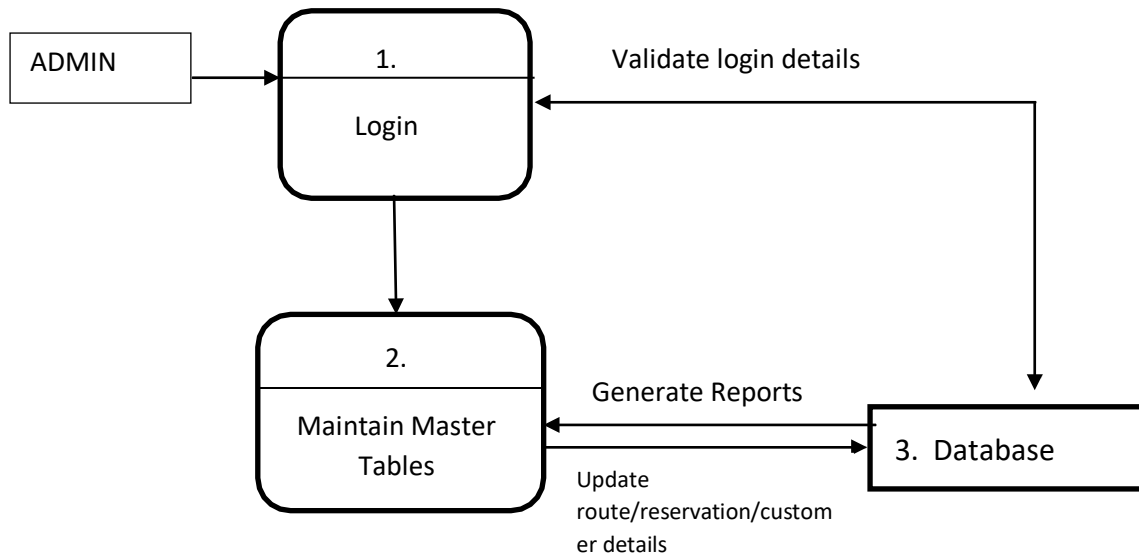 ADMIN
1.
Login
Validate login details
2.
Maintain Master
Tables
Generate Reports
3. Database
Update
route/reservation/custom
er details